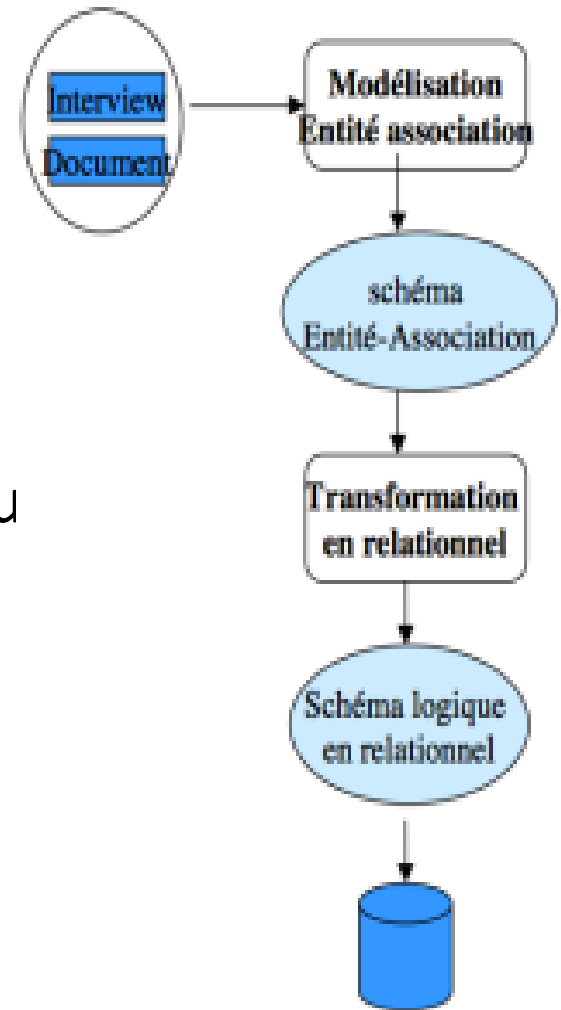 Interview
Document
Modélisation
Entité association
schéma
Entité-Association
u
Transformation
en relationnel
Schéma logique
en relationnel